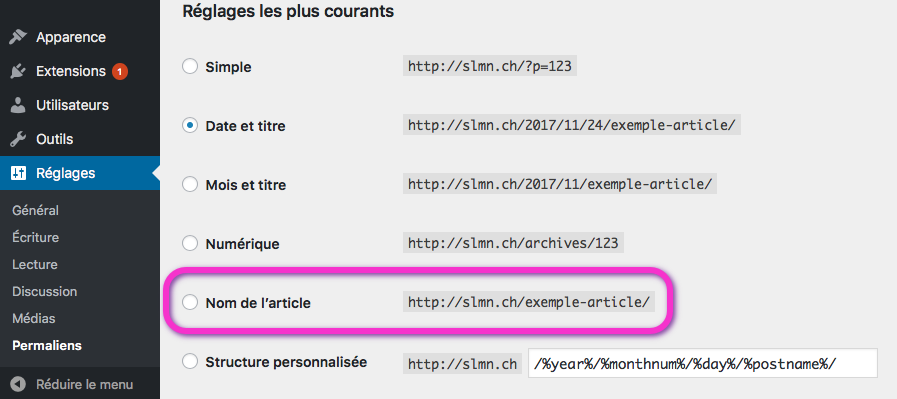 Réglages les plus courants
Apparence
Extensions 1
Utilisateurs
Outils
Réglages
Général
Écriture
Lecture
Discussion
Médias
Permaliens
Réduire le menu
Simple http://slmn.ch/?p=123
Date et titre http://slmn.ch/2017/11/24/exemple-article/
Mois et titre http://slmn.ch/2017/11/exemple-article/
Numérique http://slmn.ch/archives/123
Nom de l’article http://slmn.ch/exemple-article/
Structure personnalisée http://slmn.ch /%year%/%monthnum%/%day%/%postname%/